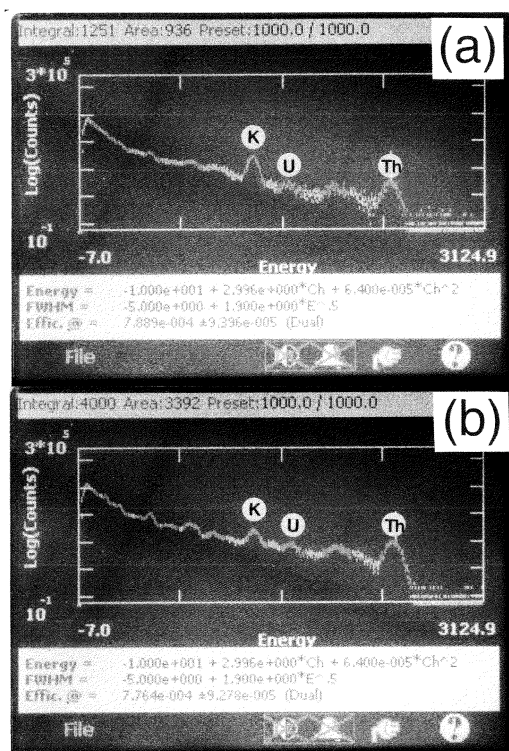 Integral:1251 Area:936 Preset:1000.0 / 1000.0
(a)
3*10 5
Log(Counts)
K
U
Th
10 -1
-7.0
Energy
3124.9
Energy = -1.000e+001 + 2.996e+000*Ch + 6.400e-005*Ch^2
FWHM = -5.000e+000 + 1.900e+000*E^.5
Effic.@ = 7.889e-004 ±9.396e-005 (Dual)
File
?
Integral:4000 Area:3392 Preset:1000.0 / 1000.0
(b)
3*10 5
Log(Counts)
K
U
Th
10 -1
-7.0
Energy
3124.9
Energy = -1.000e+001 + 2.996e+000*Ch + 6.400e-005*Ch^2
FWHM = -5.000e+000 + 1.900e+000*E^.5
Effic.@ = 7.764e-004 ±9.278e-005 (Dual)
File
?